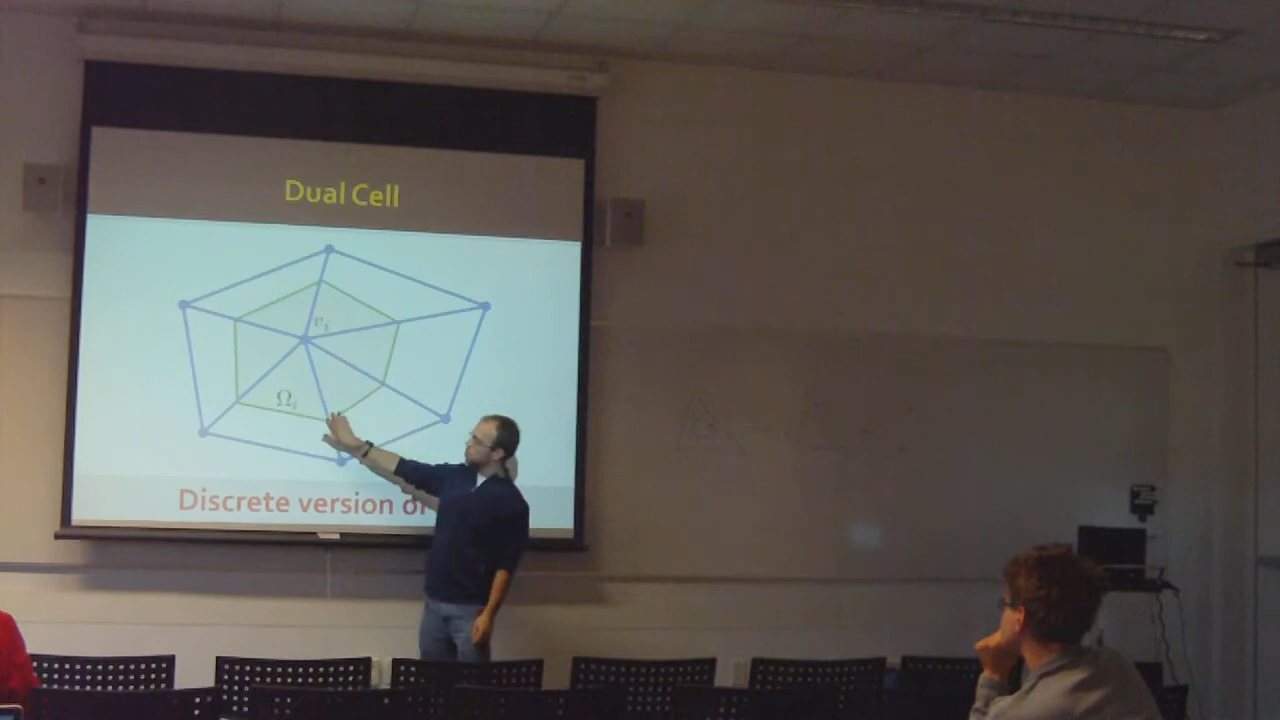 Dual Cell
vᵢ
Ωᵢ
Discrete version of